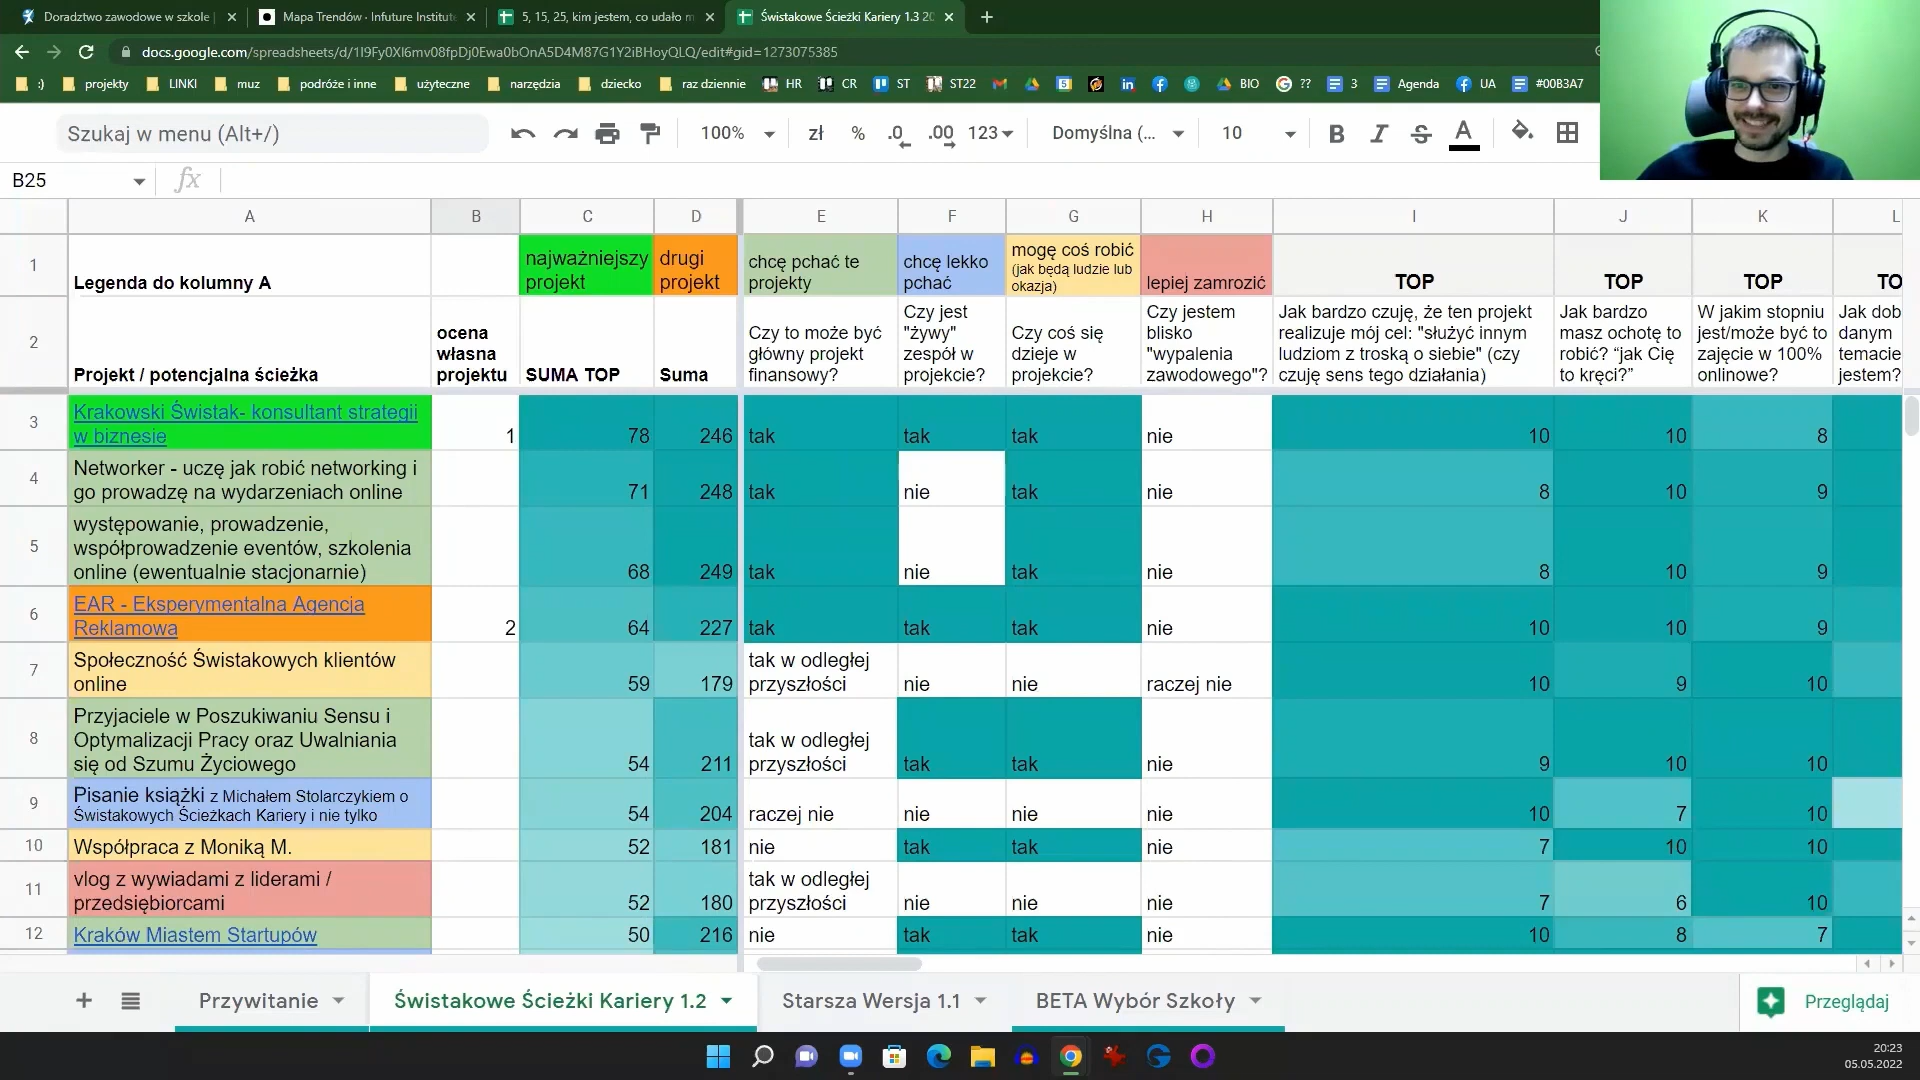 Doradztwo zawodowe w szkole
Mapa Trendów · Infuture Institute
5, 15, 25, kim jestem, co udało m
Świstakowe Ścieżki Kariery 1.3 20
docs.google.com/spreadsheets/d/1I9Fy0Xl6mv08fpDj0Ewa0bOnA5D4M87G1Y2iBHoyQLQ/edit#gid=1273075385
:) projekty LINKI muz podróże i inne użyteczne narzędzia dziecko raz dziennie HR CR ST ST22 BIO ?? 3 Agenda UA #00B3A7
Szukaj w menu (Alt+/) 100% zł % .0 .00 123 Domyślna (... 10 B I S A
B25 fx
A B C D E F G H I J K L
1
Legenda do kolumny A
najważniejszy
projekt
drugi
projekt
chcę pchać te
projekty
chcę lekko
pchać
mogę coś robić
(jak będą ludzie lub
okazja)
lepiej zamrozić
TOP
TOP
TOP
TO
2
Projekt / potencjalna ścieżka
ocena
własna
projektu
SUMA TOP
Suma
Czy to może być
główny projekt
finansowy?
Czy jest
"żywy"
zespół w
projekcie?
Czy coś się
dzieje w
projekcie?
Czy jestem
blisko
"wypalenia
zawodowego"?
Jak bardzo czuję, że ten projekt
realizuje mój cel: "służyć innym
ludziom z troską o siebie" (czy
czuję sens tego działania)
Jak bardzo
masz ochotę to
robić? “jak Cię
to kręci?”
W jakim stopniu
jest/może być to
zajęcie w 100%
onlinowe?
Jak dob
danym
temacie
jestem?
3
Krakowski Świstak- konsultant strategii
w biznesie
1 78 246 tak tak tak nie 10 10 8
4
Networker - uczę jak robić networking i
go prowadzę na wydarzeniach online
71 248 tak nie tak nie 8 10 9
5
występowanie, prowadzenie,
współprowadzenie eventów, szkolenia
online (ewentualnie stacjonarnie)
68 249 tak nie tak nie 8 10 9
6
EAR - Eksperymentalna Agencja
Reklamowa
2 64 227 tak tak tak nie 10 10 9
7
Społeczność Świstakowych klientów
online
59 179
tak w odległej
przyszłości
nie nie raczej nie 10 9 10
8
Przyjaciele w Poszukiwaniu Sensu i
Optymalizacji Pracy oraz Uwalniania
się od Szumu Życiowego
54 211
tak w odległej
przyszłości
tak tak nie 9 10 10
9
Pisanie książki z Michałem Stolarczykiem o
Świstakowych Ścieżkach Kariery i nie tylko
54 204 raczej nie nie nie nie 10 7 10
10 Współpraca z Moniką M. 52 181 nie tak tak nie 7 10 10
11
vlog z wywiadami z liderami /
przedsiębiorcami
52 180
tak w odległej
przyszłości
nie nie nie 7 6 10
12 Kraków Miastem Startupów 50 216 nie tak tak nie 10 8 7
Przywitanie Świstakowe Ścieżki Kariery 1.2 Starsza Wersja 1.1 BETA Wybór Szkoły Przeglądaj
20:23
05.05.2022